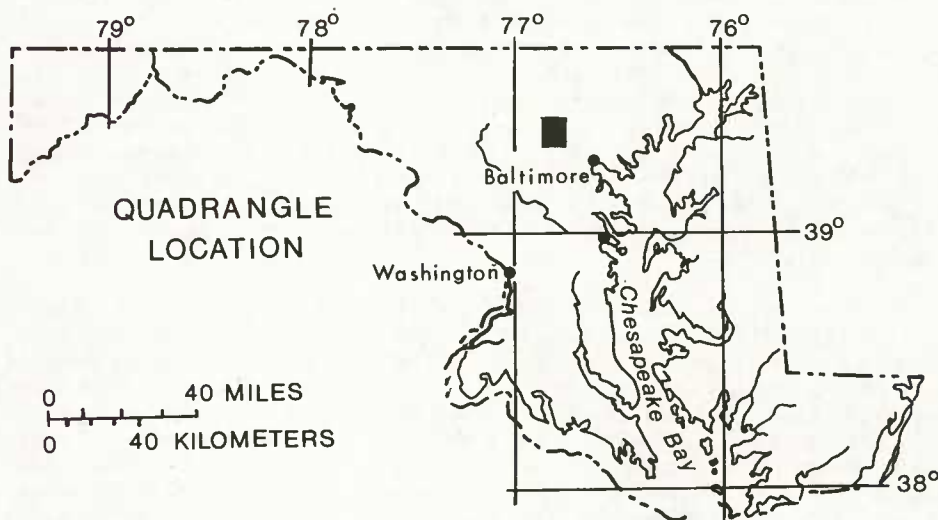 79° 78° 77° 76°
Baltimore
QUADRANGLE
LOCATION
39°
Washington
Chesapeake Bay
0 40 MILES
0 40 KILOMETERS
38°